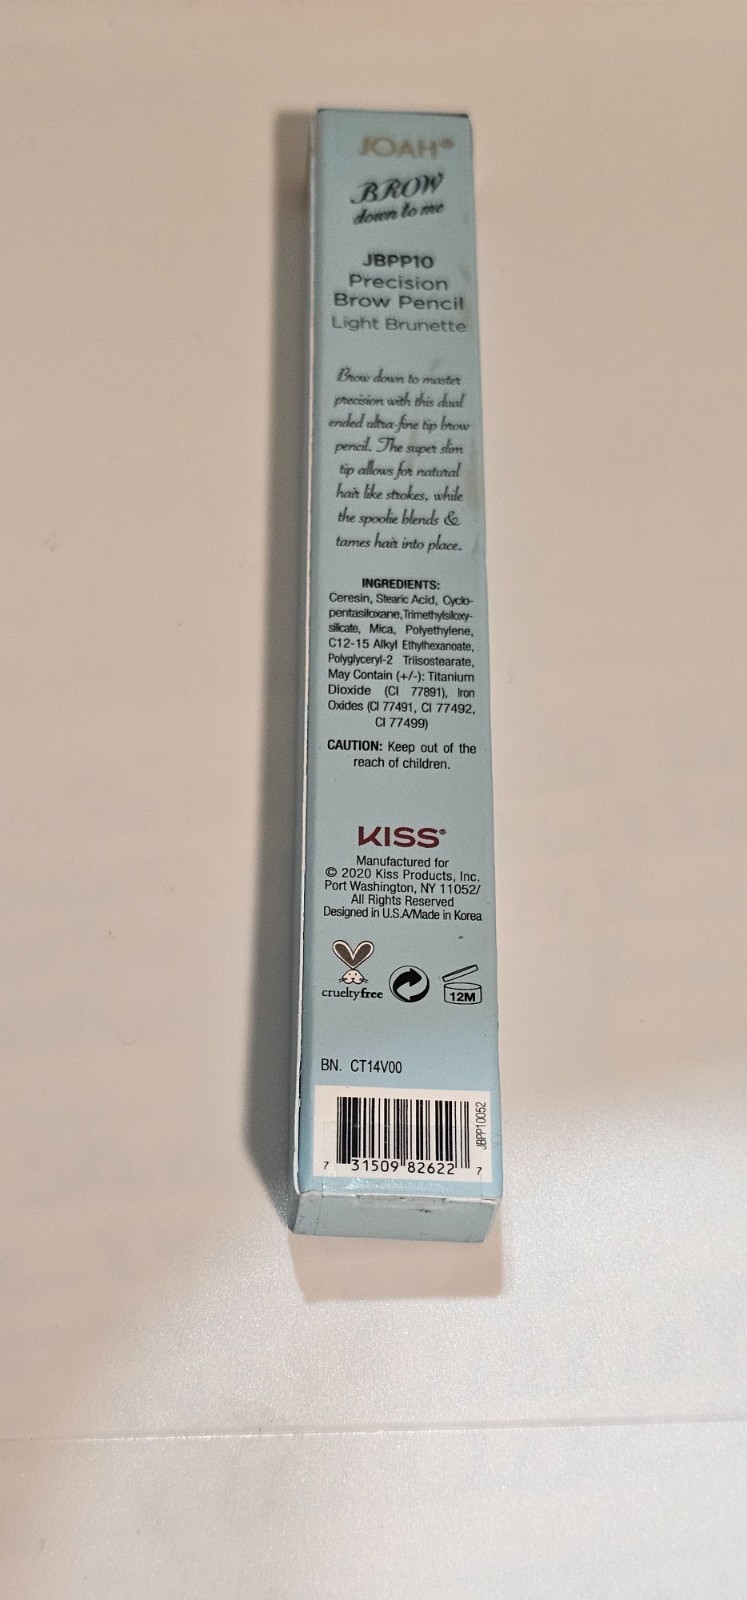 JOAH®
BROW
down to me
JBPP10
Precision
Brow Pencil
Light Brunette
Brow down to master
precision with this dual
ended ultra-fine tip brow
pencil. The super slim
tip allows for natural
hair like strokes, while
the spoolie blends &
tames hair into place.
INGREDIENTS:
Ceresin, Stearic Acid, Cyclo-
pentasiloxane, Trimethylsiloxy-
silicate, Mica, Polyethylene,
C12-15 Alkyl Ethylhexanoate,
Polyglyceryl-2 Triisostearate,
May Contain (+/-): Titanium
Dioxide (CI 77891), Iron
Oxides (CI 77491, CI 77492,
CI 77499)
CAUTION: Keep out of the
reach of children.
KISS®
Manufactured for
© 2020 Kiss Products, Inc.
Port Washington, NY 11052/
All Rights Reserved
Designed in U.S.A/Made in Korea
crueltyfree
12M
BN. CT14V00
JBPP10052
7 31509 82622 7